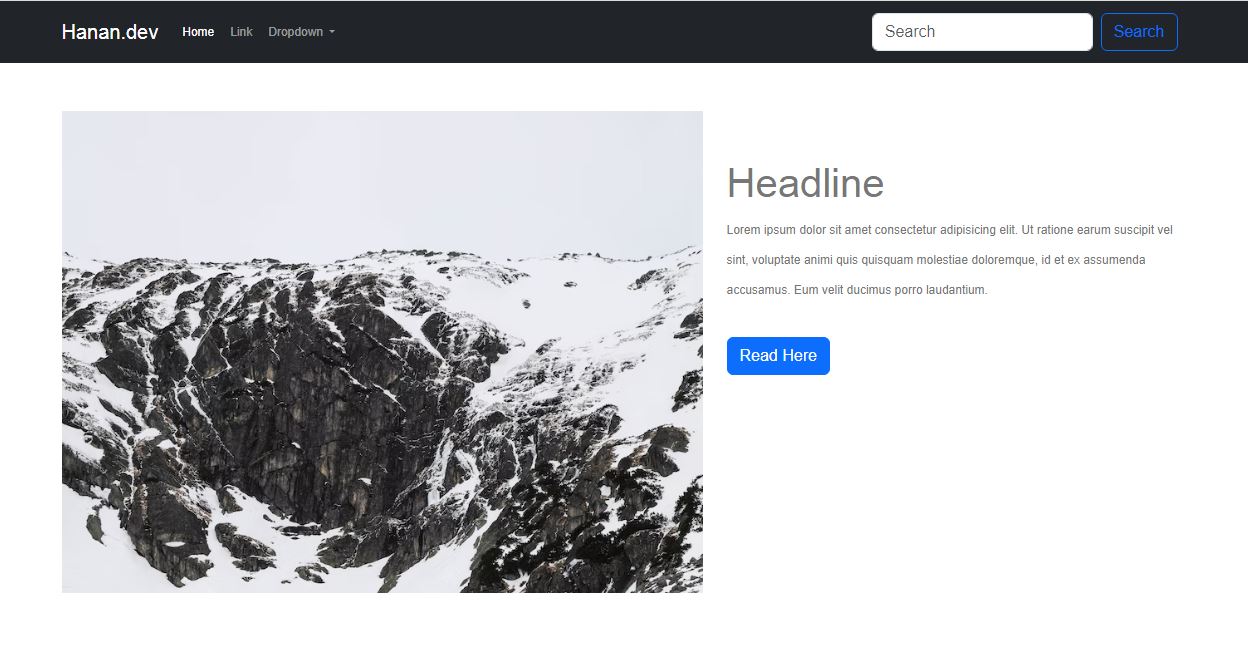 Hanan.dev Home Link Dropdown Search Search
Headline
Lorem ipsum dolor sit amet consectetur adipisicing elit. Ut ratione earum suscipit vel
sint, voluptate animi quis quisquam molestiae doloremque, id et ex assumenda
accusamus. Eum velit ducimus porro laudantium.
Read Here